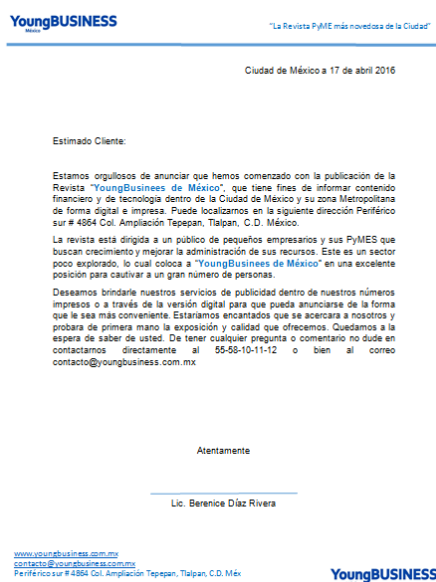 YoungBUSINESS
México
"La Revista PyME más novedosa de la Ciudad"
Ciudad de México a 17 de abril 2016
Estimado Cliente:
Estamos orgullosos de anunciar que hemos comenzado con la publicación de la
Revista "YoungBusinees de México", que tiene fines de informar contenido
financiero y de tecnología dentro de la Ciudad de México y su zona Metropolitana
de forma digital e impresa. Puede localizarnos en la siguiente dirección Periférico
sur # 4864 Col. Ampliación Tepepan, Tlalpan, C.D. México.
La revista está dirigida a un público de pequeños empresarios y sus PyMES que
buscan crecimiento y mejorar la administración de sus recursos. Este es un sector
poco explorado, lo cual coloca a "YoungBusinees de México" en una excelente
posición para cautivar a un gran número de personas.
Deseamos brindarle nuestros servicios de publicidad dentro de nuestros números
impresos o a través de la versión digital para que pueda anunciarse de la forma
que le sea más conveniente. Estaríamos encantados que se acercara a nosotros y
probara de primera mano la exposición y calidad que ofrecemos. Quedamos a la
espera de saber de usted. De tener cualquier pregunta o comentario no dude en
contactarnos directamente al 55-58-10-11-12 o bien al correo
contacto@youngbusiness.com.mx
Atentamente
Lic. Berenice Díaz Rivera
www.youngbusiness.com.mx
contacto@youngbusiness.com.mx
Periférico sur # 4864 Col. Ampliación Tepepan, Tlalpan, C.D. Méx
YoungBUSINESS